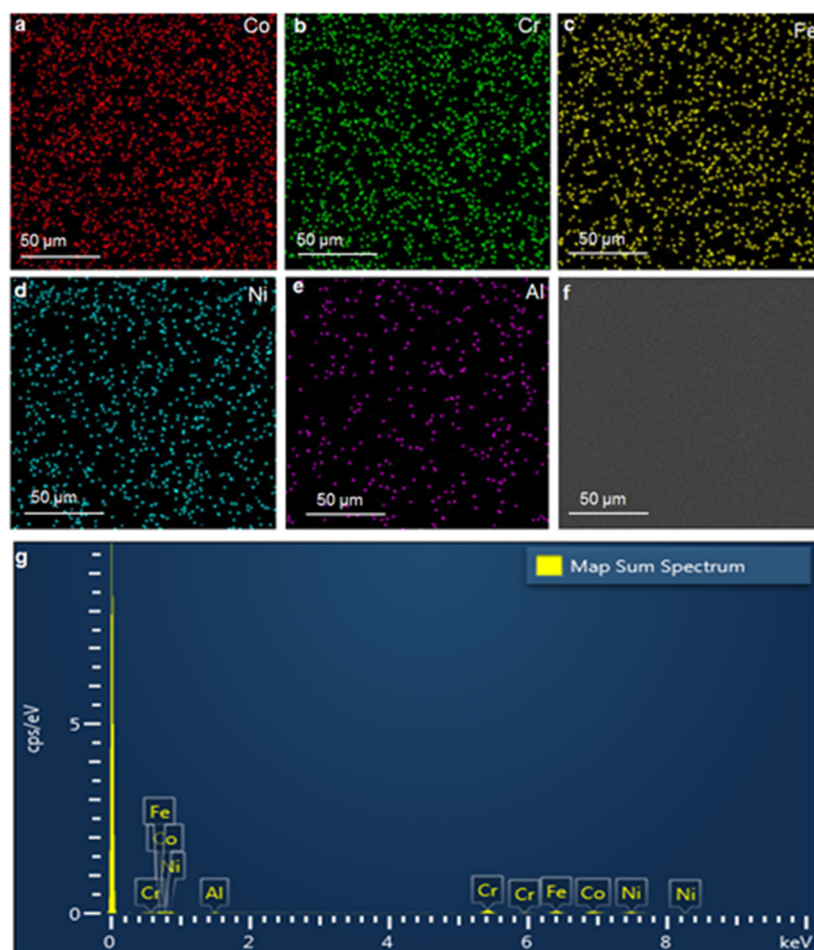 a Co b Cr c Fe
50 µm 50 µm 50 µm
d Ni e Al f
50 µm 50 µm 50 µm
g Map Sum Spectrum
cps/eV
5
Fe
Co
Ni
Cr Al Cr Cr Fe Co Ni Ni
0
0 2 4 6 8 keV